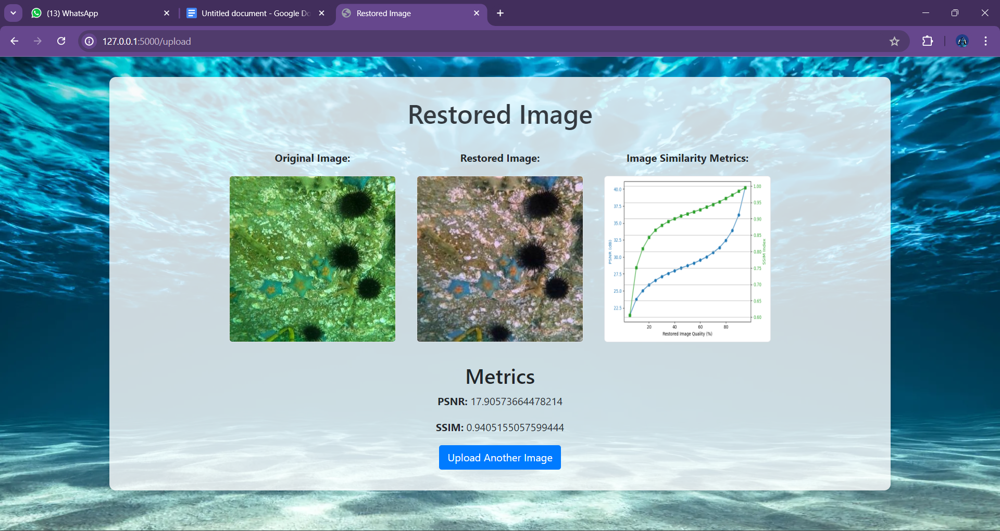 (13) WhatsApp
Untitled document - Google Do
Restored Image
127.0.0.1:5000/upload
Restored Image
Original Image:
Restored Image:
Image Similarity Metrics:
40.0
37.5
35.0
32.5
30.0
27.5
25.0
22.5
PSNR (dB)
1.00
0.95
0.90
0.85
0.80
0.75
0.70
0.65
0.60
SSIM Index
20 40 60 80
Restored Image Quality (%)
Metrics
PSNR: 17.90573664478214
SSIM: 0.9405155057599444
Upload Another Image